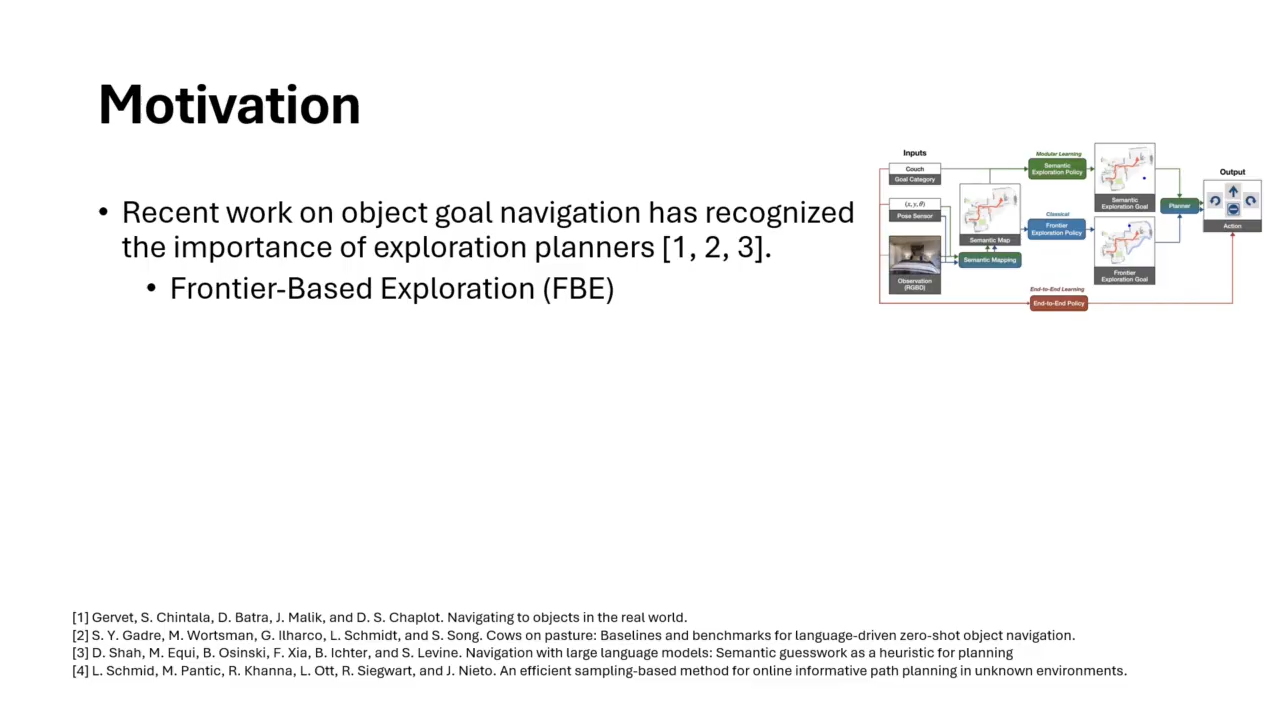 Motivation
• Recent work on object goal navigation has recognized
the importance of exploration planners [1, 2, 3].
• Frontier-Based Exploration (FBE)
Inputs
Couch
Goal Category
(x, y, θ)
Pose Sensor
Observation
(RGBD)
Semantic Map
Semantic Mapping
Modular Learning
Semantic
Exploration Policy
Classical
Frontier
Exploration Policy
End-to-End Learning
End-to-End Policy
Semantic
Exploration Goal
Frontier
Exploration Goal
Planner
Output
Action
[1] Gervet, S. Chintala, D. Batra, J. Malik, and D. S. Chaplot. Navigating to objects in the real world.
[2] S. Y. Gadre, M. Wortsman, G. Ilharco, L. Schmidt, and S. Song. Cows on pasture: Baselines and benchmarks for language-driven zero-shot object navigation.
[3] D. Shah, M. Equi, B. Osinski, F. Xia, B. Ichter, and S. Levine. Navigation with large language models: Semantic guesswork as a heuristic for planning
[4] L. Schmid, M. Pantic, R. Khanna, L. Ott, R. Siegwart, and J. Nieto. An efficient sampling-based method for online informative path planning in unknown environments.